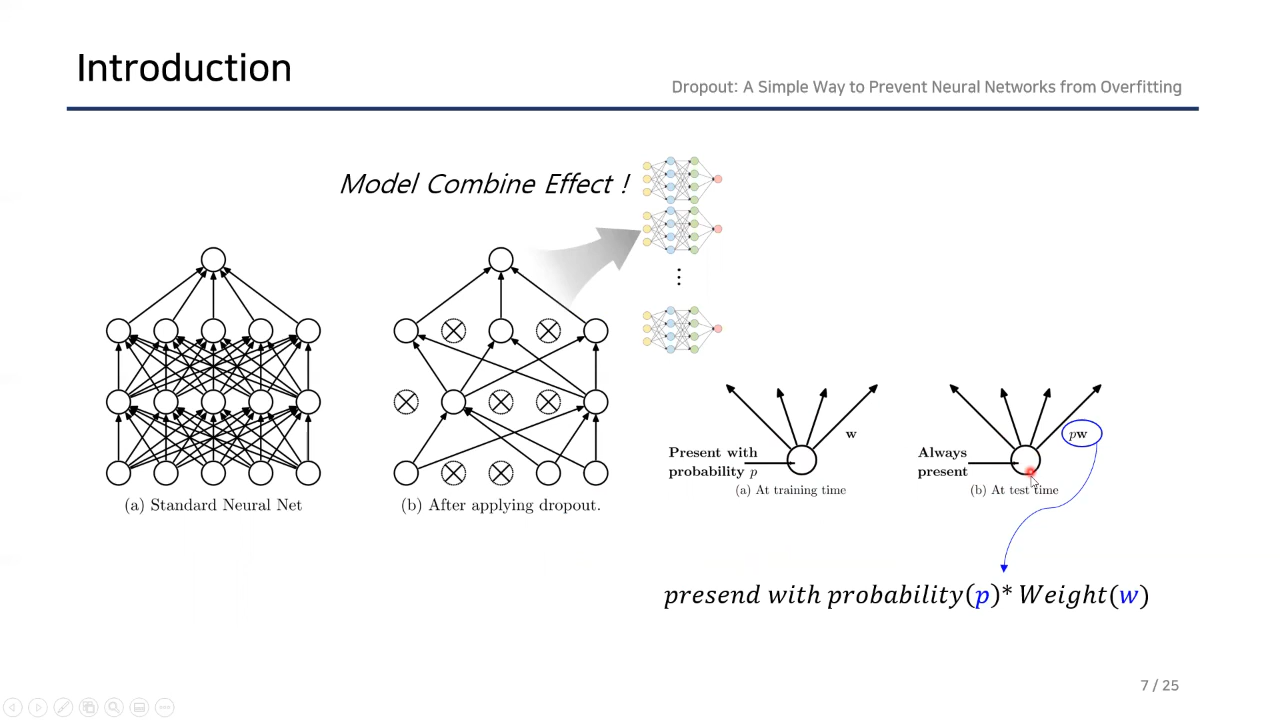 Introduction
Dropout: A Simple Way to Prevent Neural Networks from Overfitting
Model Combine Effect !
(a) Standard Neural Net
(b) After applying dropout.
Present with
probability p
w
(a) At training time
Always
present
pw
(b) At test time
presend with probability(p)* Weight(w)
7 / 25